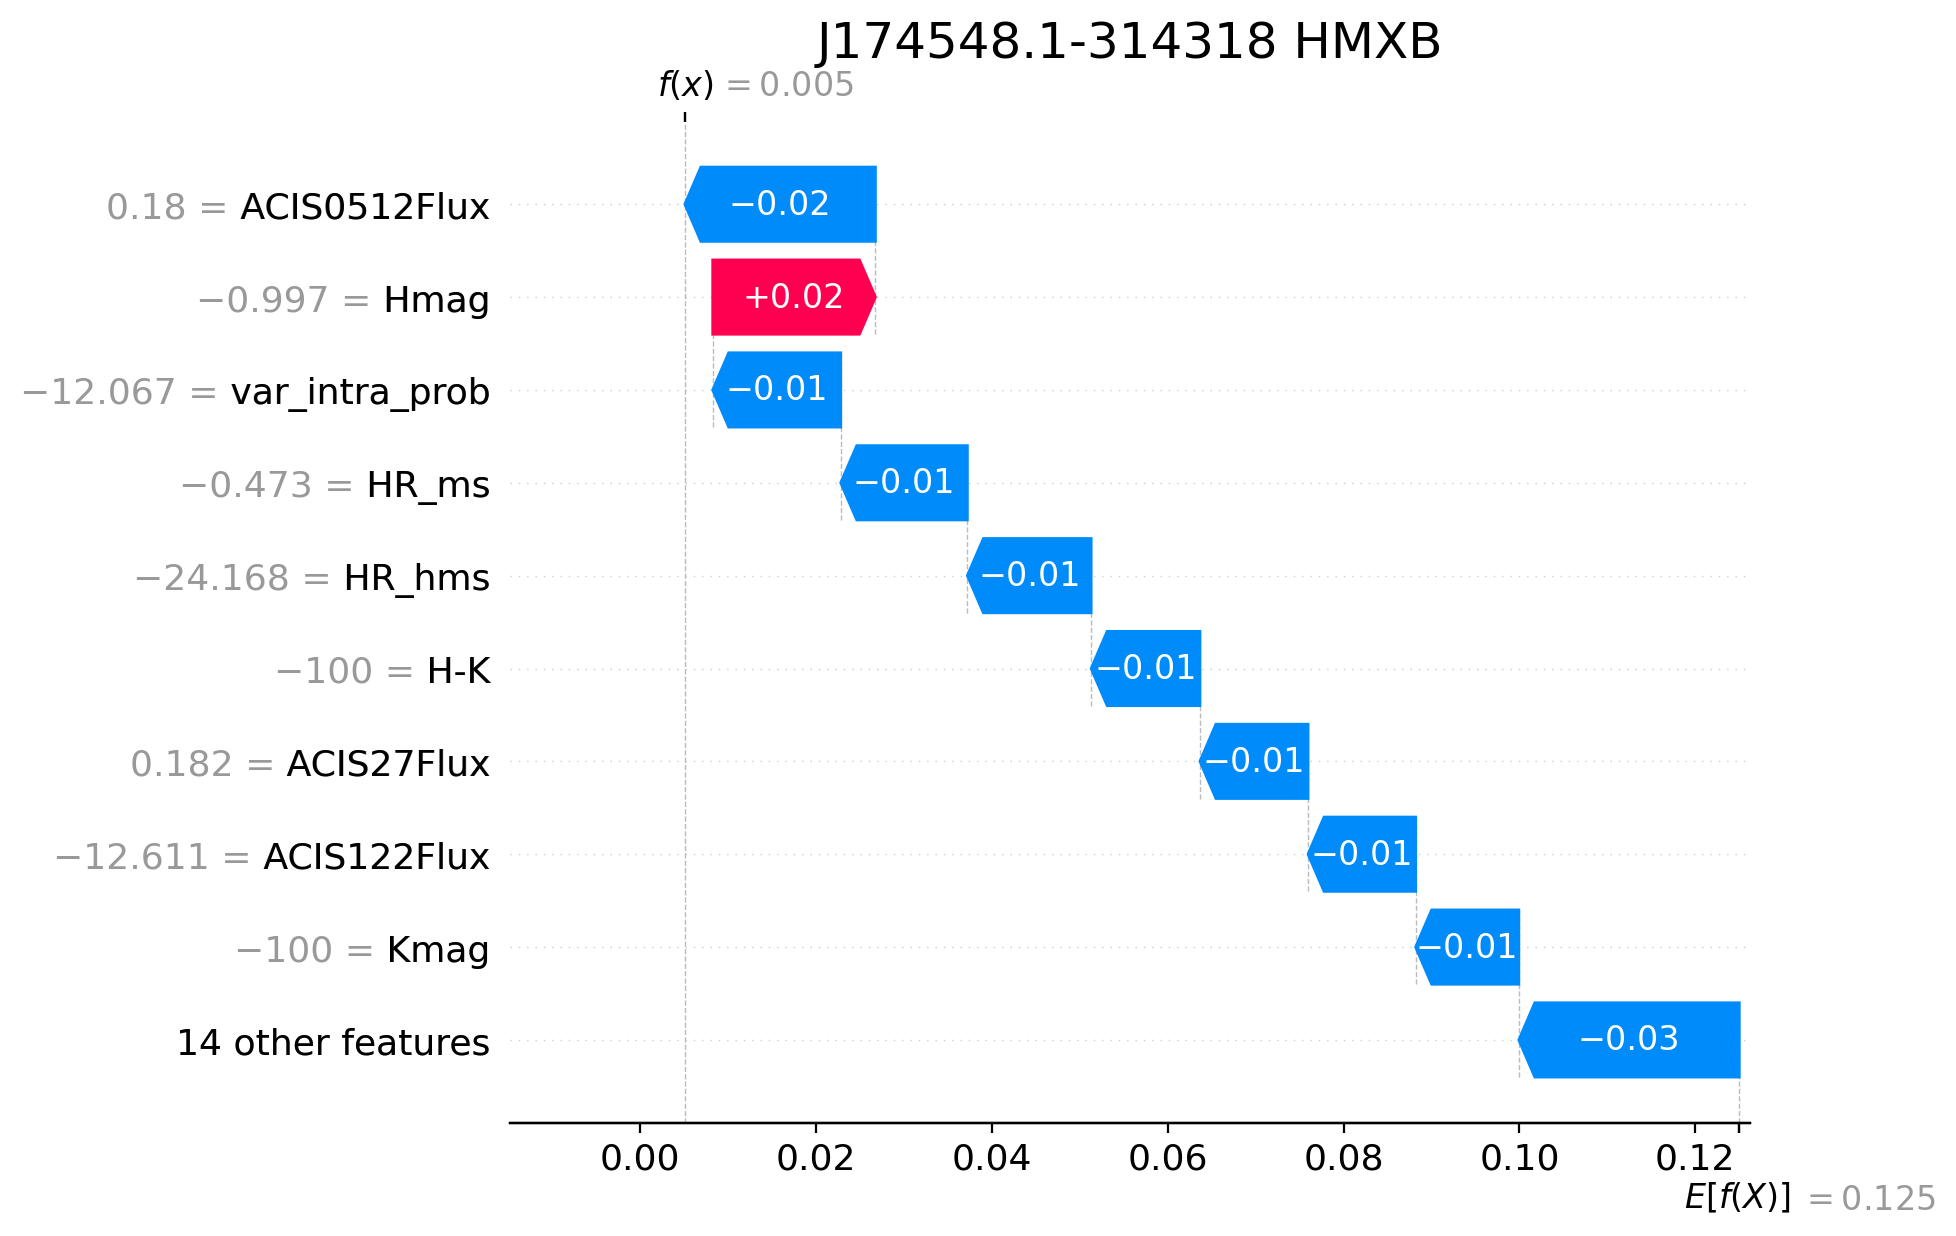 J174548.1-314318 HMXB
f(x) = 0.005
0.18 = ACIS0512Flux −0.02
−0.997 = Hmag +0.02
−12.067 = var_intra_prob −0.01
−0.473 = HR_ms −0.01
−24.168 = HR_hms −0.01
−100 = H-K −0.01
0.182 = ACIS27Flux −0.01
−12.611 = ACIS122Flux −0.01
−100 = Kmag −0.01
14 other features −0.03
0.00 0.02 0.04 0.06 0.08 0.10 0.12
E[f(X)] = 0.125